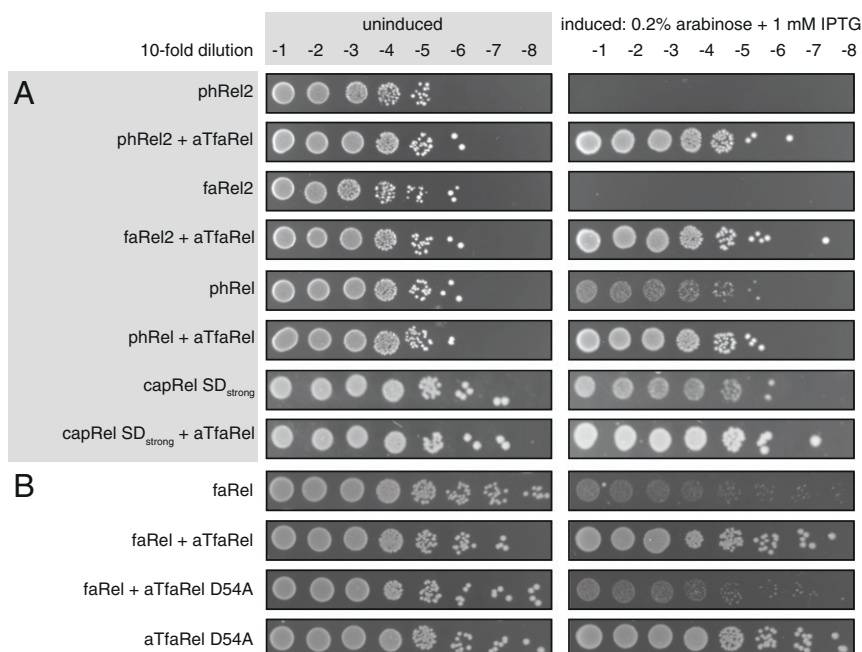 uninduced
induced: 0.2% arabinose + 1 mM IPTG
10-fold dilution -1 -2 -3 -4 -5 -6 -7 -8 -1 -2 -3 -4 -5 -6 -7 -8
A
phRel2
phRel2 + aTfaRel
faRel2
faRel2 + aTfaRel
phRel
phRel + aTfaRel
capRel SDstrong
capRel SDstrong + aTfaRel
B
faRel
faRel + aTfaRel
faRel + aTfaRel D54A
aTfaRel D54A